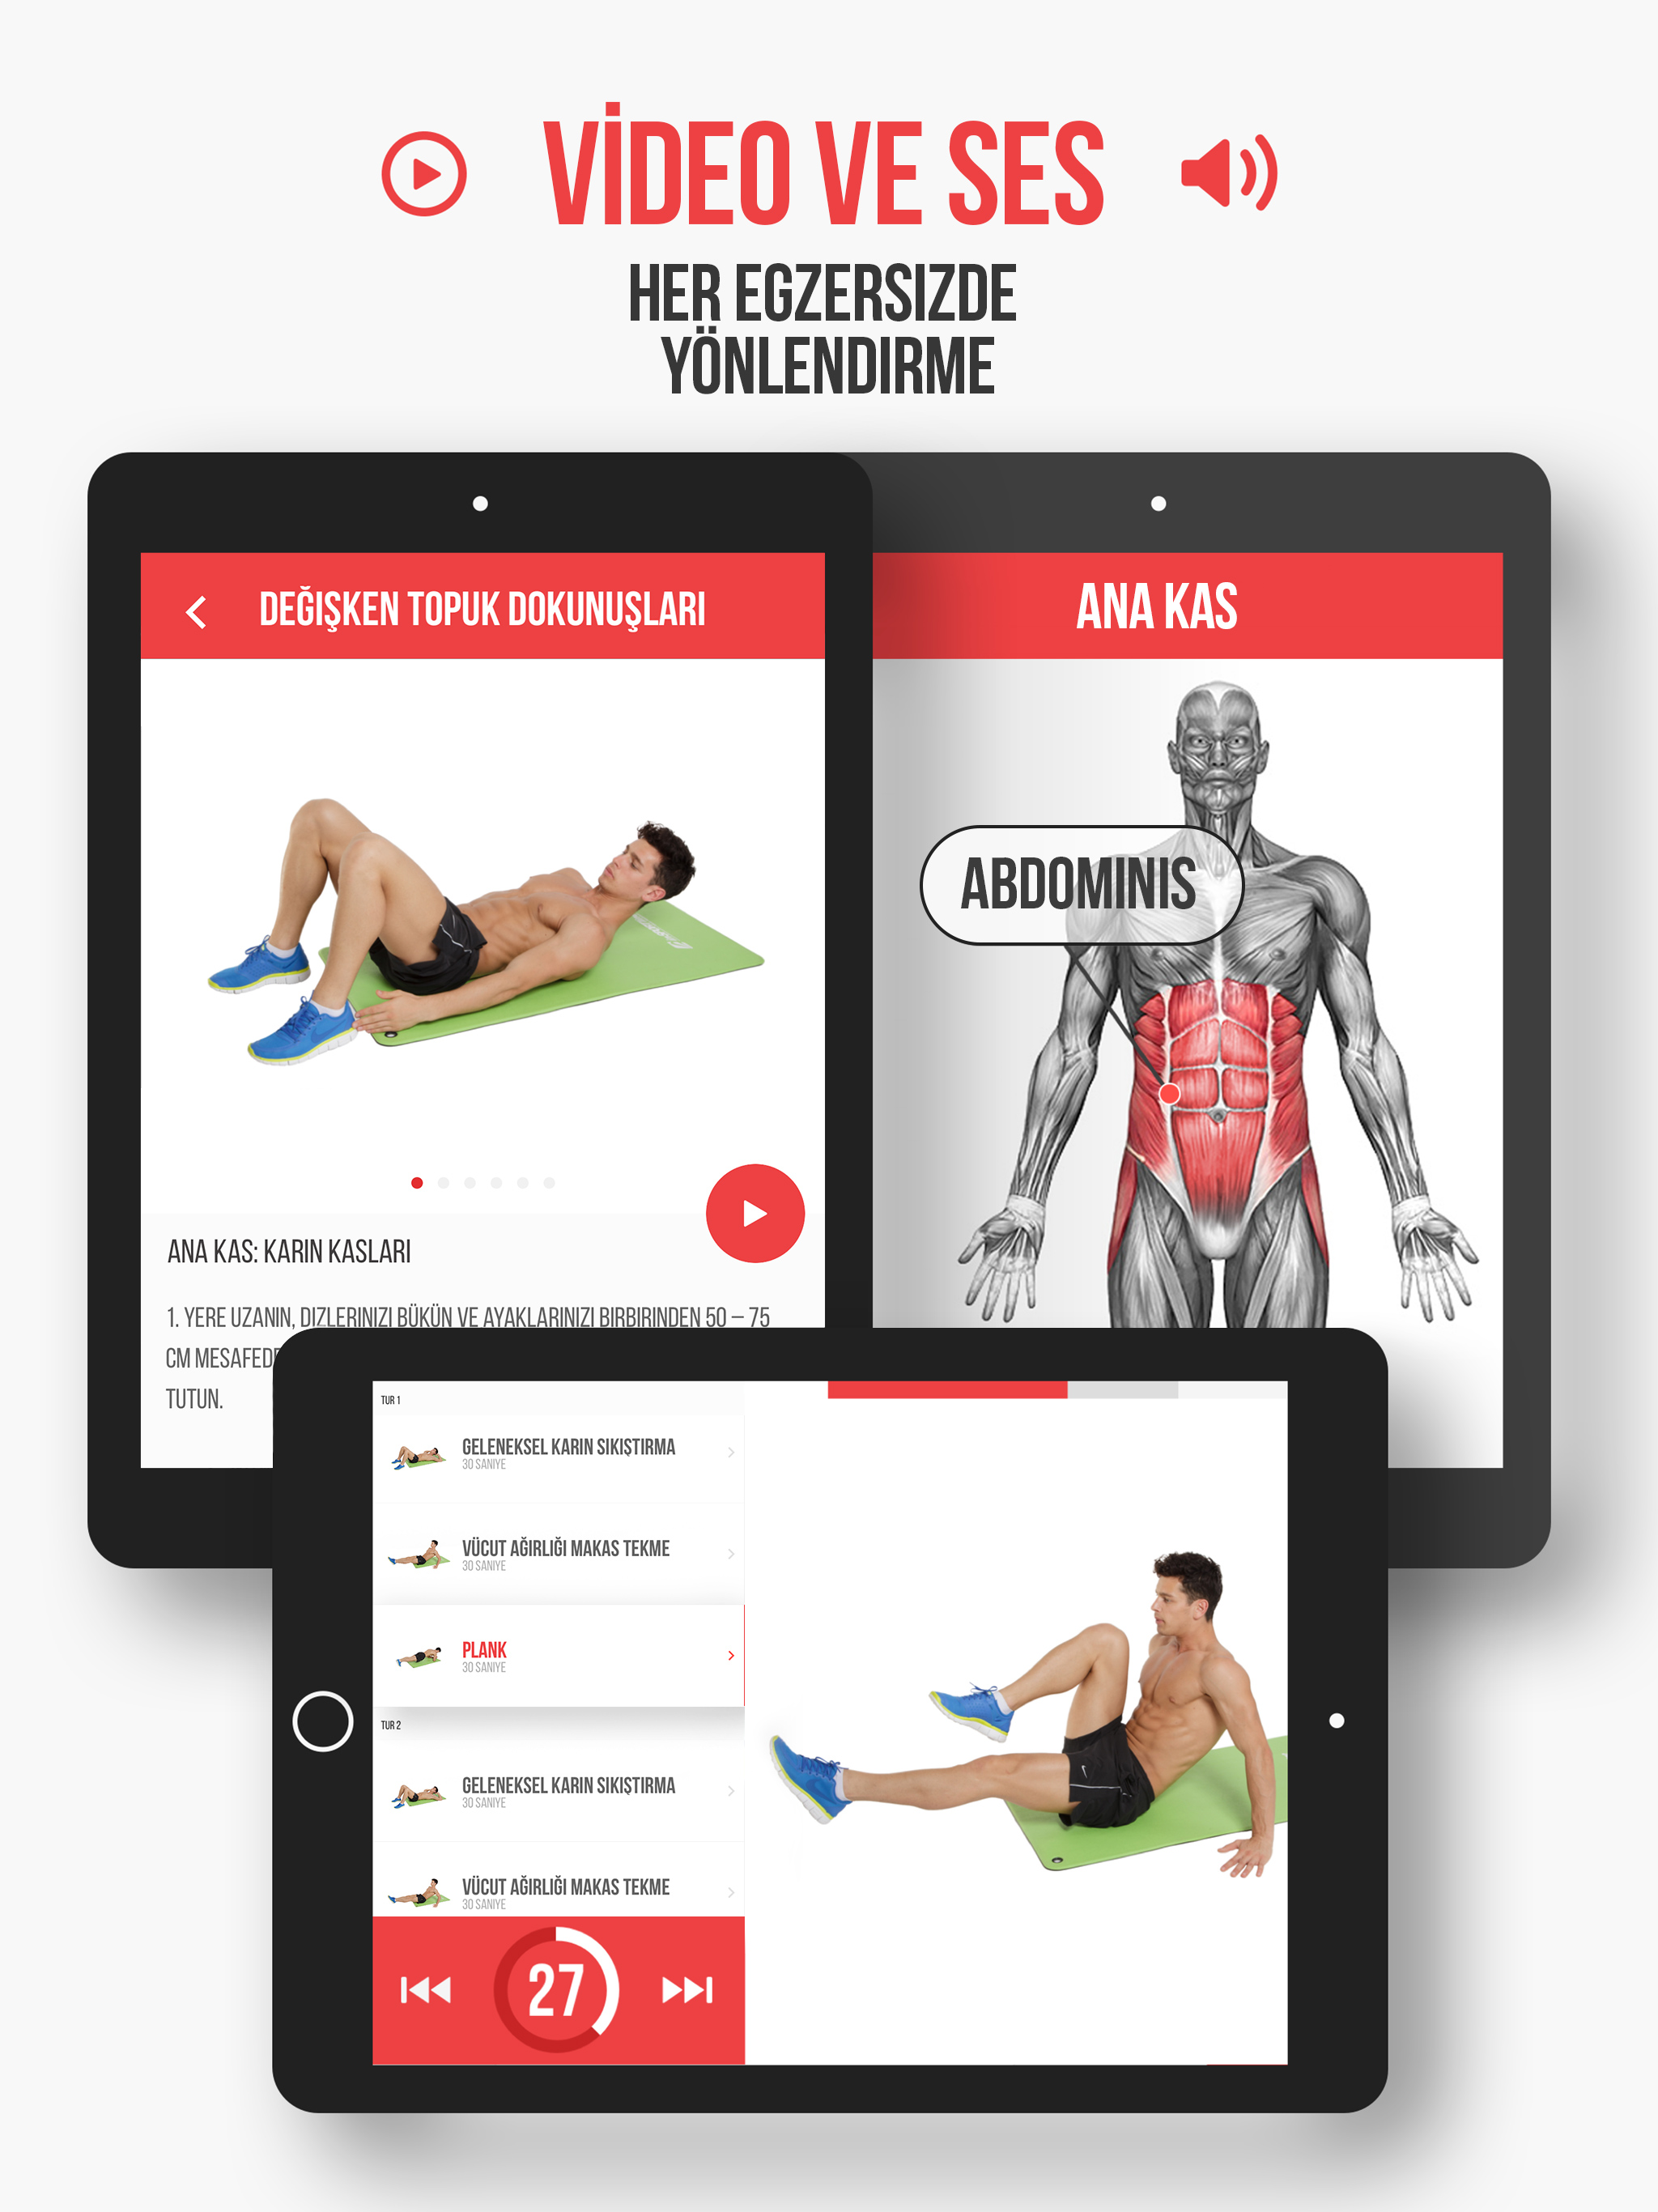 VİDEO VE SES
HER EGZERSIZDE
YÖNLENDIRME
DEĞIŞKEN TOPUK DOKUNUŞLARI
ANA KAS: KARIN KASLARI
1. YERE UZANIN, DIZLERINIZI BÜKÜN VE AYAKLARINIZI BIRBIRINDEN 50 – 75
CM
TUTUN.
ANA KAS
ABDOMINIS
TUR 1
GELENEKSEL KARIN SIKIŞTIRMA
30 SANIYE
VÜCUT AĞIRLIĞI MAKAS TEKME
30 SANIYE
PLANK
30 SANIYE
TUR 2
GELENEKSEL KARIN SIKIŞTIRMA
30 SANIYE
VÜCUT AĞIRLIĞI MAKAS TEKME
30 SANIYE
27